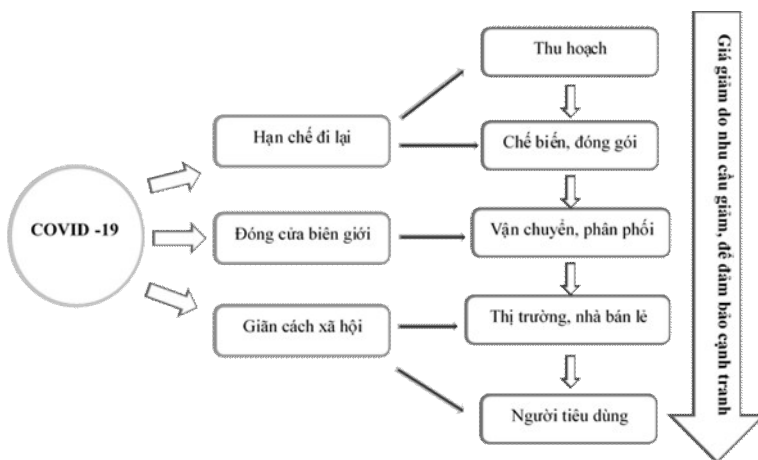 COVID -19
Hạn chế đi lại
Đóng cửa biên giới
Giãn cách xã hội
Thu hoạch
Chế biến, đóng gói
Vận chuyển, phân phối
Thị trường, nhà bán lẻ
Người tiêu dùng
Giá giảm do nhu cầu giảm, để đảm bảo cạnh tranh